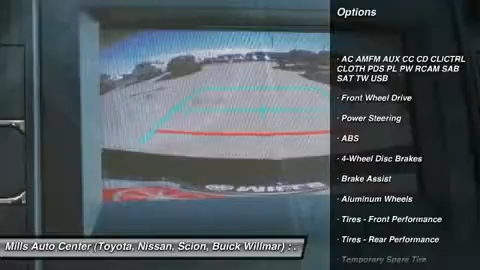 Options
· AC AMFM AUX CC CD CLICTRL
CLOTH PDS PL PW RCAM SAB
SAT TW USB
· Front Wheel Drive
· Power Steering
· ABS
· 4-Wheel Disc Brakes
· Brake Assist
· Aluminum Wheels
· Tires - Front Performance
· Tires - Rear Performance
· Temporary Spare Tire
Mills Auto Center (Toyota, Nissan, Scion, Buick Willmar) : .